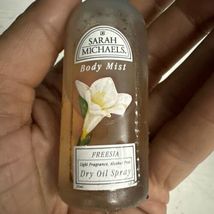 SARAH
MICHAELS
Body Mist
FREESIA
Light Fragrance, Alcohol Free
Dry Oil Spray